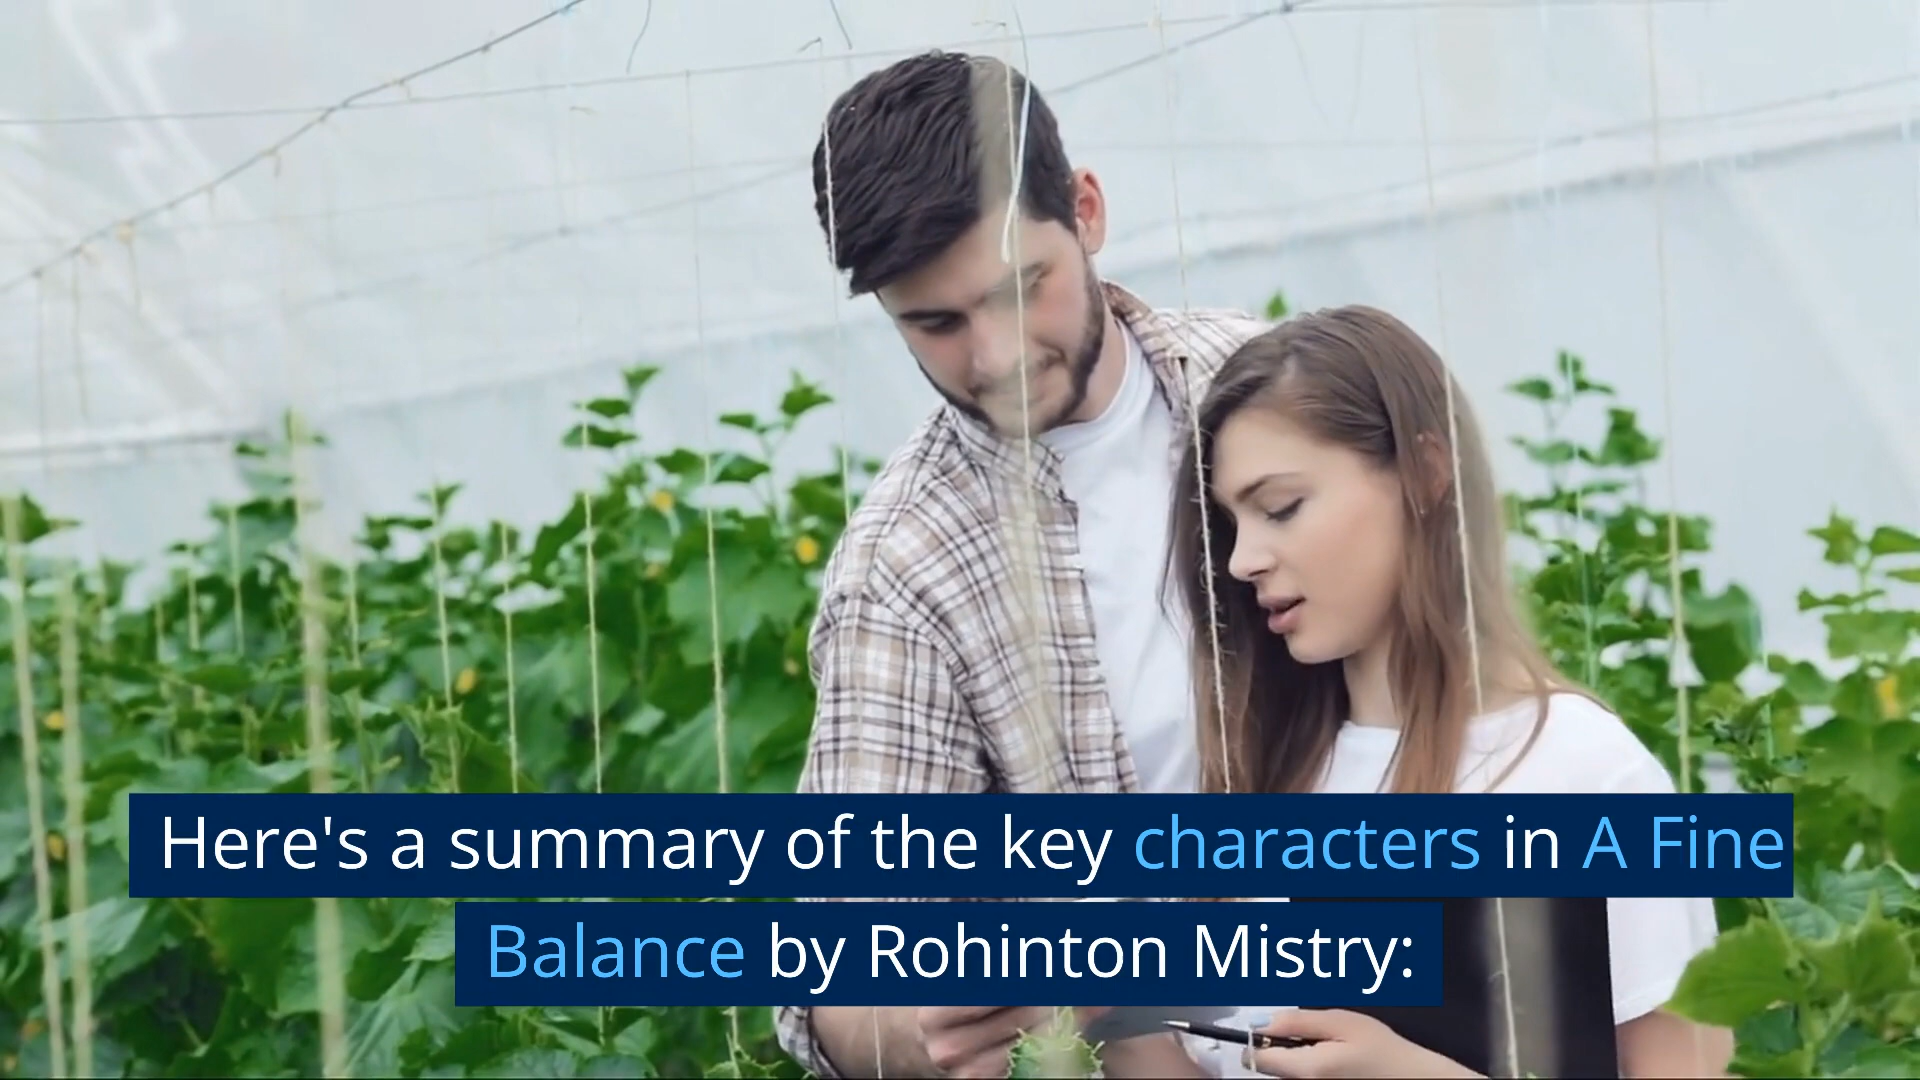 Here's a summary of the key characters in A Fine
Balance by Rohinton Mistry: